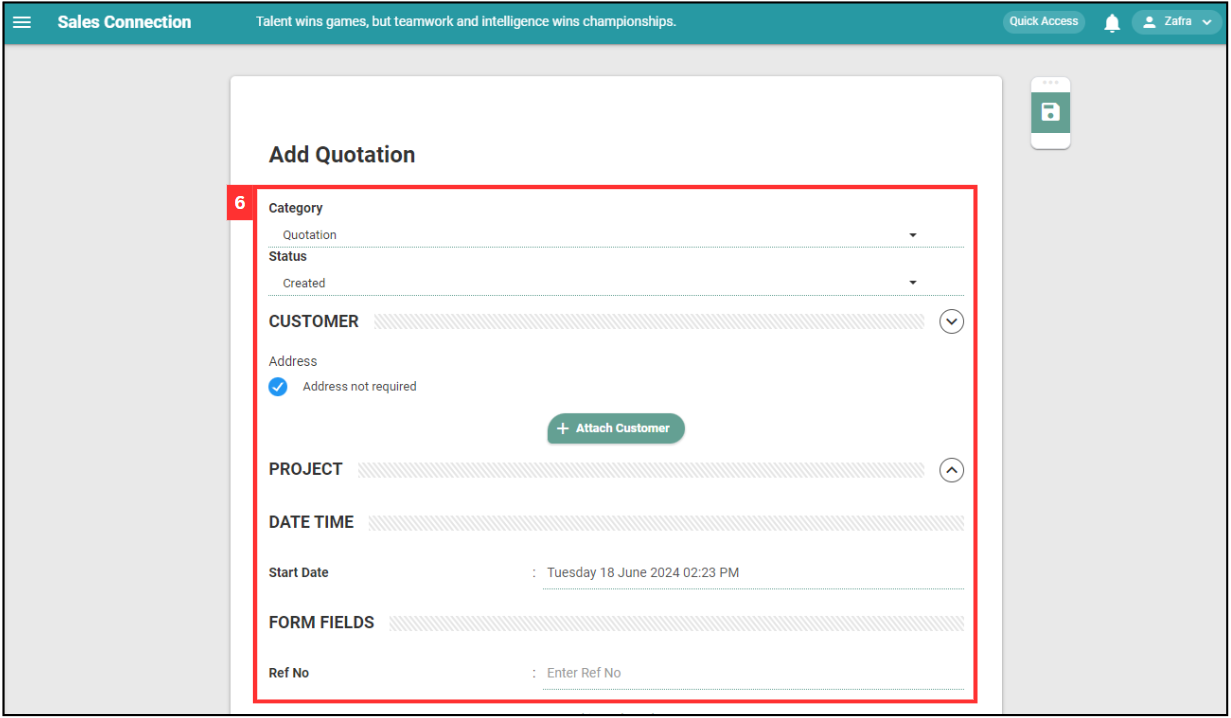 Sales Connection
Talent wins games, but teamwork and intelligence wins championships.
Quick Access
Zafra
Add Quotation
6
Category
Quotation
Status
Created
CUSTOMER
Address
Address not required
+ Attach Customer
PROJECT
DATE TIME
Start Date : Tuesday 18 June 2024 02:23 PM
FORM FIELDS
Ref No : Enter Ref No